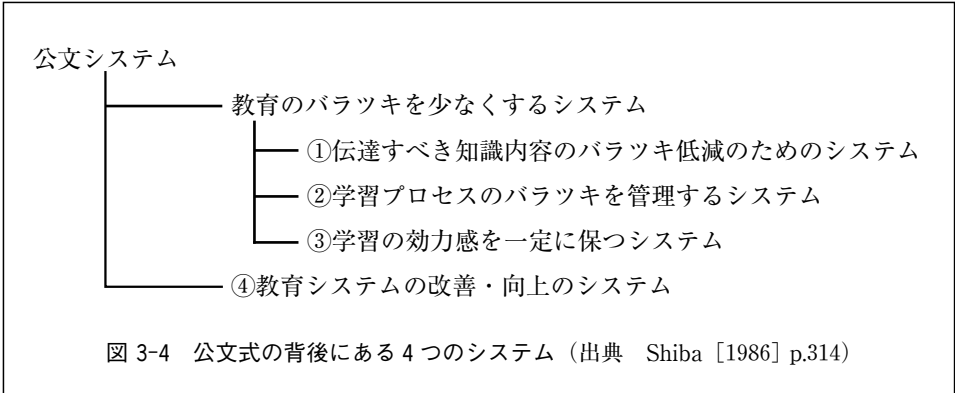 公文システム
教育のバラツキを少なくするシステム
①伝達すべき知識内容のバラツキ低減のためのシステム
②学習プロセスのバラツキを管理するシステム
③学習の効力感を一定に保つシステム
④教育システムの改善・向上のシステム
図 3-4 公文式の背後にある 4 つのシステム（出典 Shiba［1986］p.314）